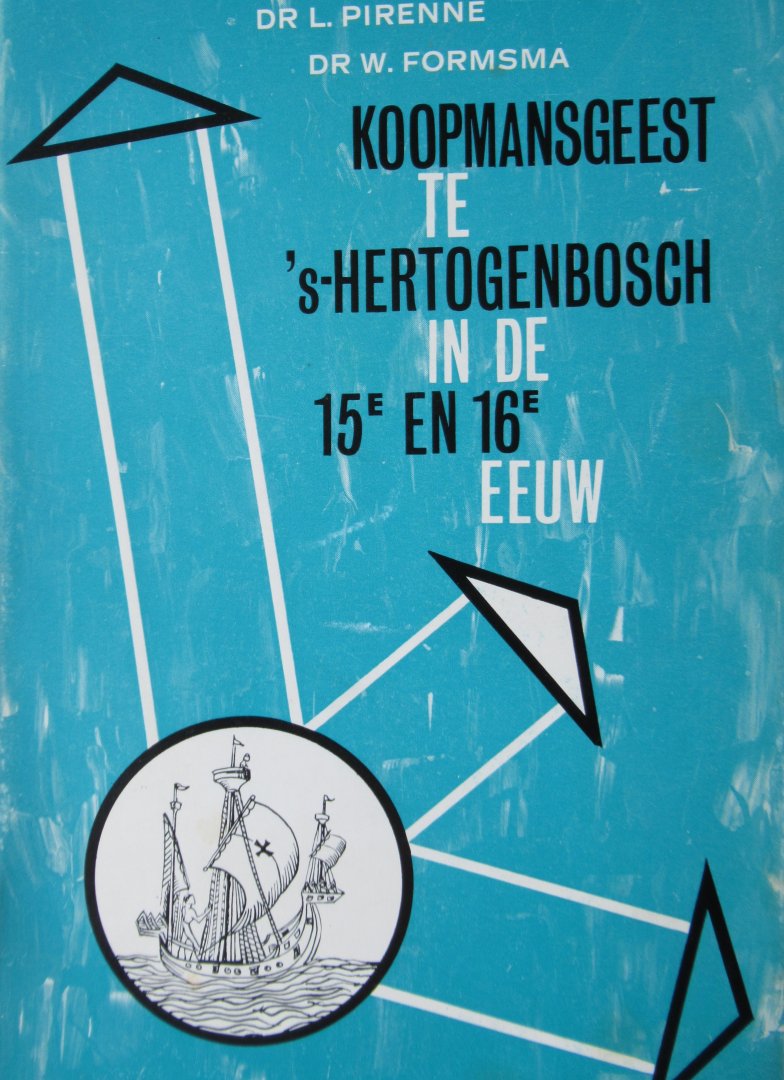 DR L. PIRENNE
DR W. FORMSMA
KOOPMANSGEEST
TE
's-HERTOGENBOSCH
IN DE
15E EN 16E
EEUW